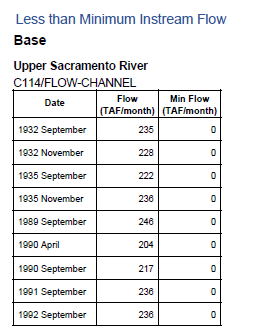 Less than Minimum Instream Flow
Base
Upper Sacramento River
C114/FLOW-CHANNEL
Date Flow (TAF/month) Min Flow (TAF/month)
1932 September 235 0
1932 November 228 0
1935 September 222 0
1935 November 236 0
1989 September 246 0
1990 April 204 0
1990 September 217 0
1991 September 236 0
1992 September 236 0